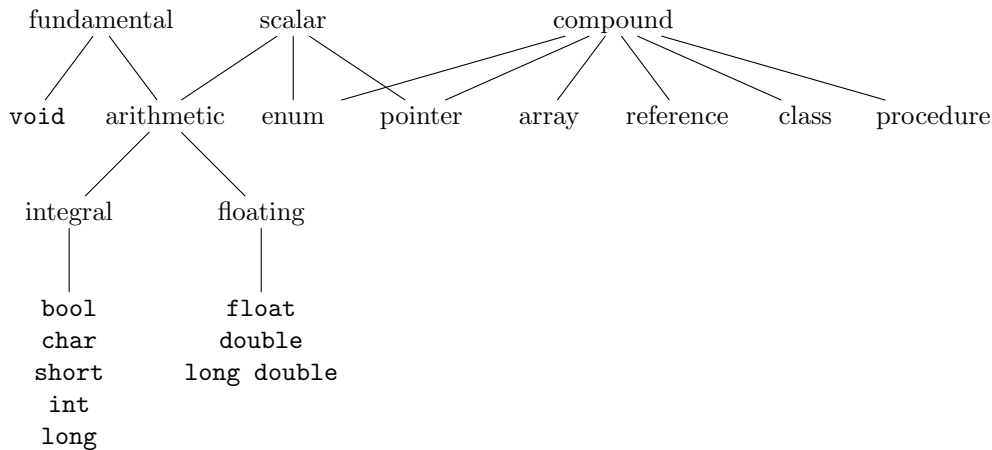 fundamental scalar compound
void arithmetic enum pointer array reference class procedure
integral floating
bool float
char double
short long double
int
long